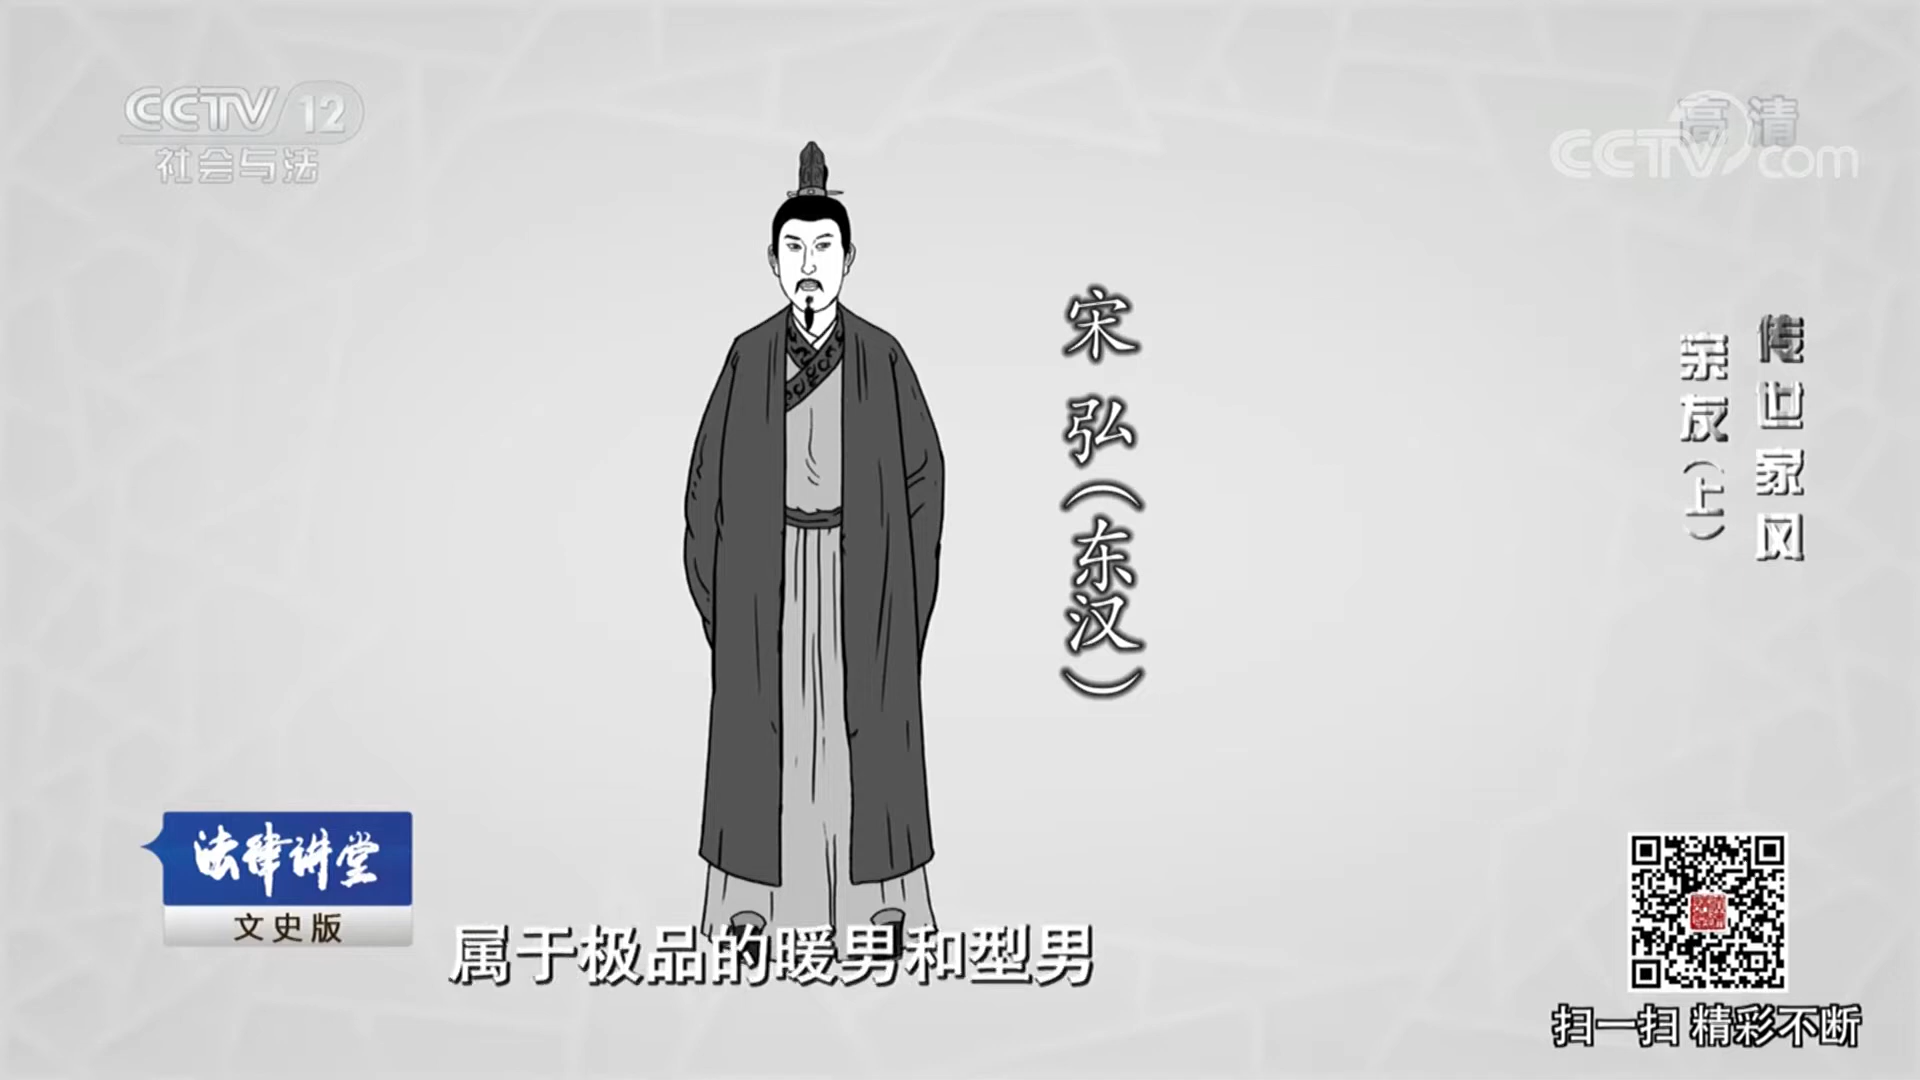 CCTV 12
社会与法
高清
CCTV.com
宋弘(东汉)
传世家风
亲友(上)
法律讲堂
文史版
属于极品的暖男和型男
扫一扫 精彩不断